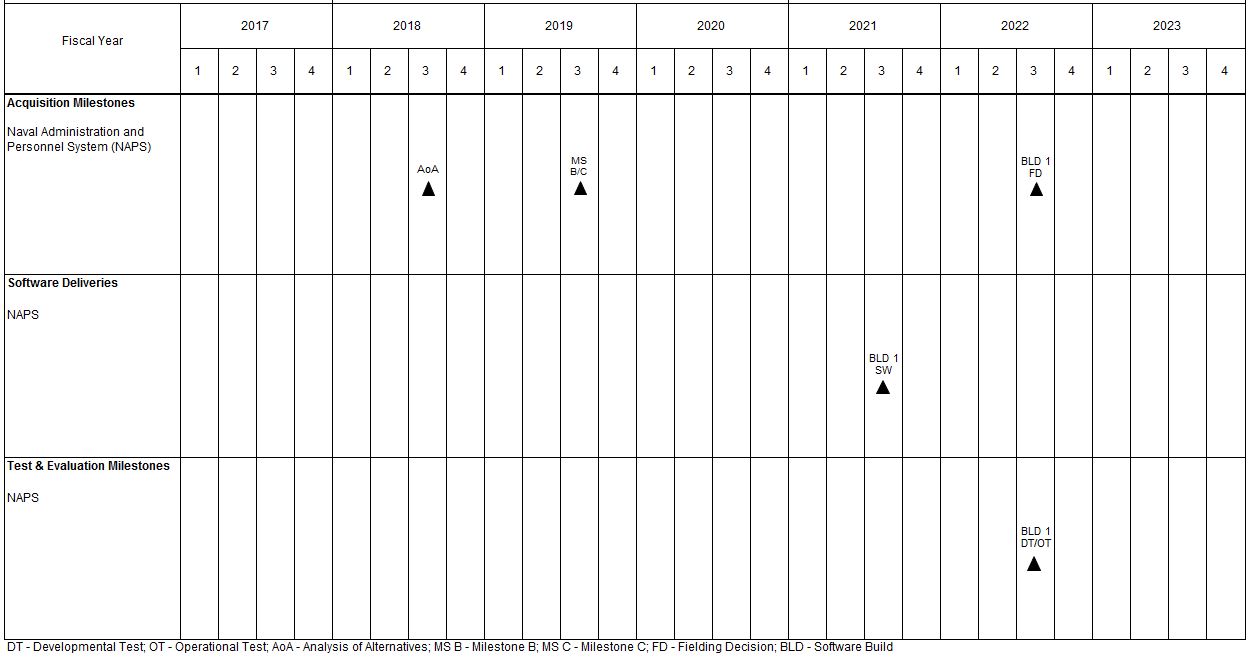 Fiscal Year
2017 2018 2019 2020 2021 2022 2023
1 2 3 4 1 2 3 4 1 2 3 4 1 2 3 4 1 2 3 4 1 2 3 4 1 2 3 4
Acquisition Milestones
Naval Administration and
Personnel System (NAPS)
AoA
MS
B/C
BLD 1
FD
Software Deliveries
NAPS
BLD 1
SW
Test & Evaluation Milestones
NAPS
BLD 1
DT/OT
DT - Developmental Test; OT - Operational Test; AoA - Analysis of Alternatives; MS B - Milestone B; MS C - Milestone C; FD - Fielding Decision; BLD - Software Build